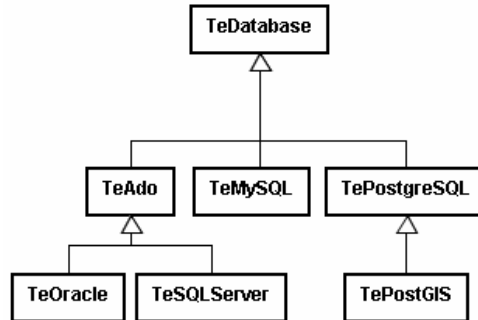 TeDatabase
TeAdo
TeMySQL
TePostgreSQL
TeOracle
TeSQLServer
TePostGIS